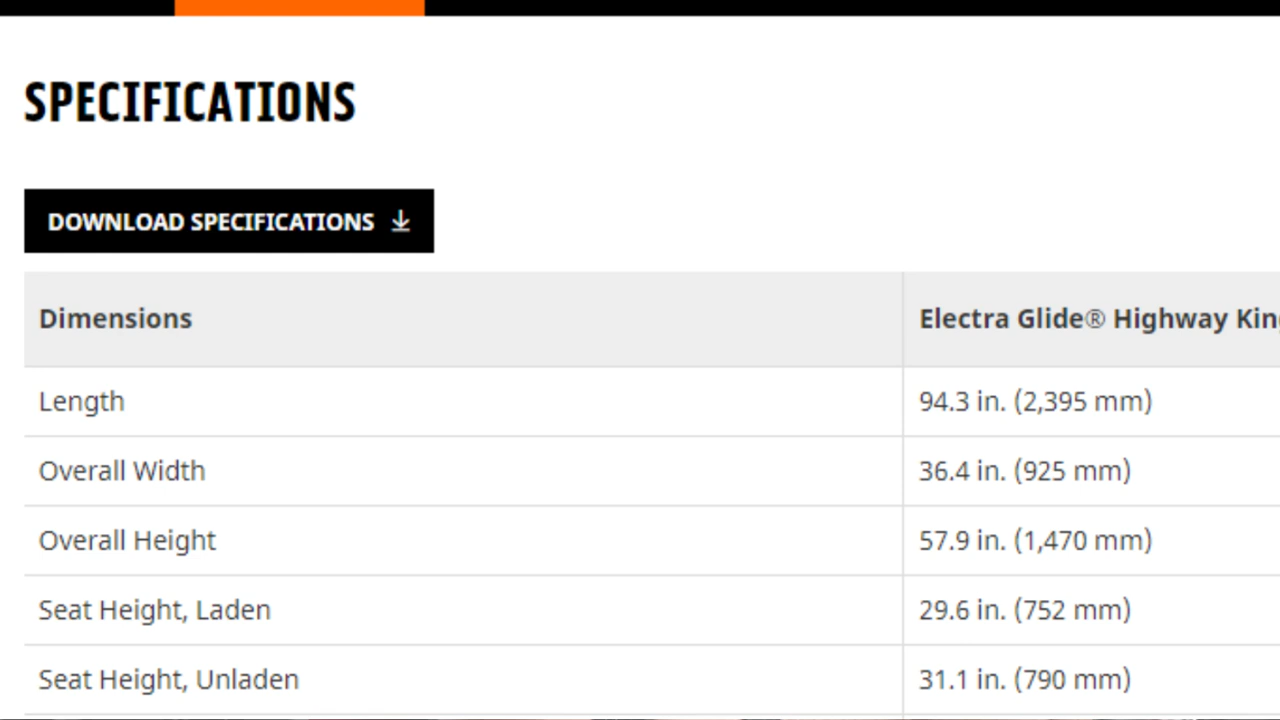 SPECIFICATIONS
DOWNLOAD SPECIFICATIONS
Dimensions Electra Glide® Highway
Length 94.3 in. (2,395 mm)
Overall Width 36.4 in. (925 mm)
Overall Height 57.9 in. (1,470 mm)
Seat Height, Laden 29.6 in. (752 mm)
Seat Height, Unladen 31.1 in. (790 mm)